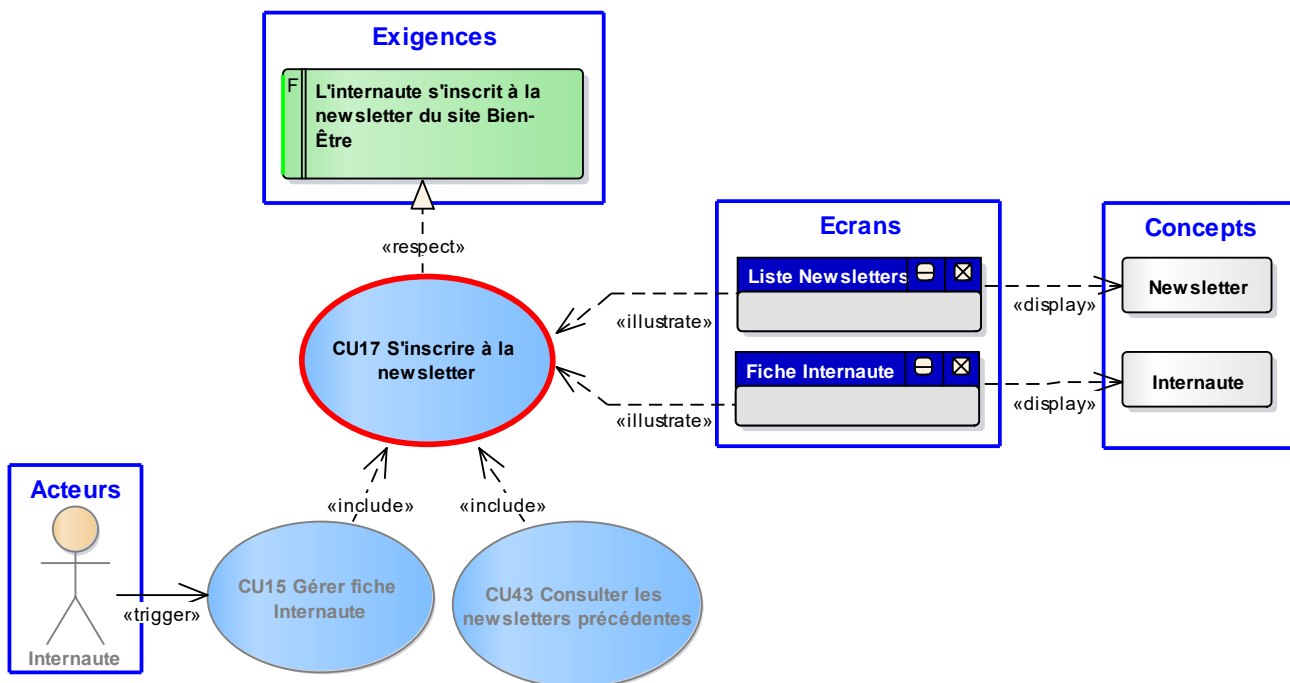 Exigences
F
L'internaute s'inscrit à la
newsletter du site Bien-
Être
«respect»
Ecrans
Concepts
Liste Newsletters
Newsletter
«illustrate»
«display»
CU17 S'inscrire à la
newsletter
Fiche Internaute
Internaute
«illustrate»
«display»
Acteurs
«include»
«include»
CU15 Gérer fiche
Internaute
CU43 Consulter les
newsletters précédentes
«trigger»
Internaute